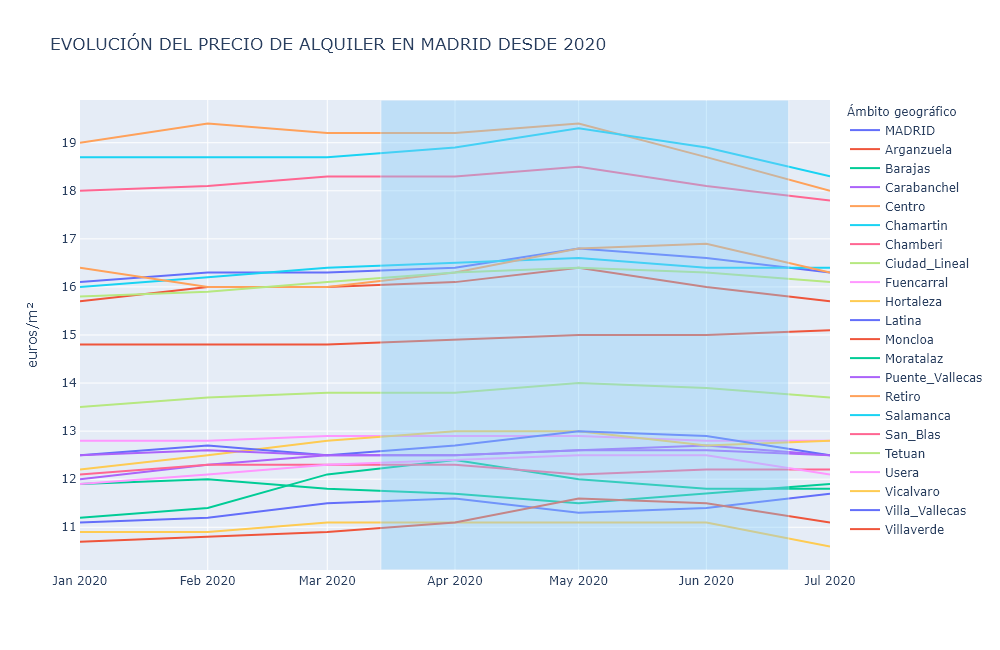 EVOLUCIÓN DEL PRECIO DE ALQUILER EN MADRID DESDE 2020
Ámbito geográfico
MADRID
Arganzuela
Barajas
Carabanchel
Centro
Chamartin
Chamberi
Ciudad_Lineal
Fuencarral
Hortaleza
Latina
Moncloa
Moratalaz
Puente_Vallecas
Retiro
Salamanca
San_Blas
Tetuan
Usera
Vicalvaro
Villa_Vallecas
Villaverde
euros/m²
19
18
17
16
15
14
13
12
11
Jan 2020 Feb 2020 Mar 2020 Apr 2020 May 2020 Jun 2020 Jul 2020